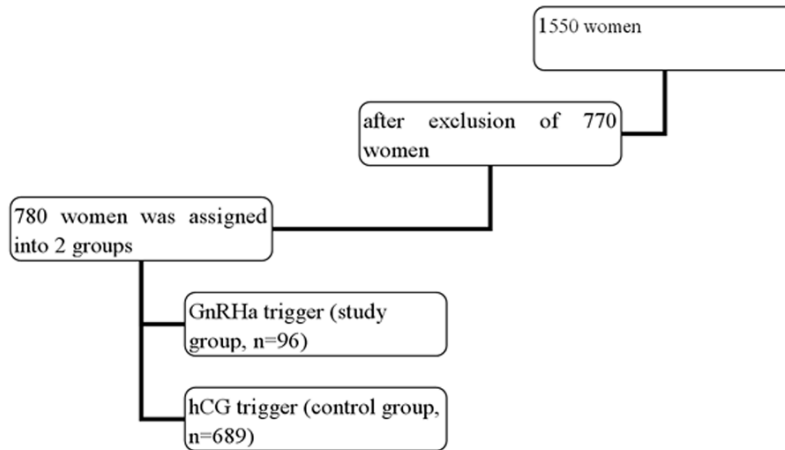 1550 women
after exclusion of 770
women
780 women was assigned
into 2 groups
GnRHa trigger (study
group, n=96)
hCG trigger (control group,
n=689)